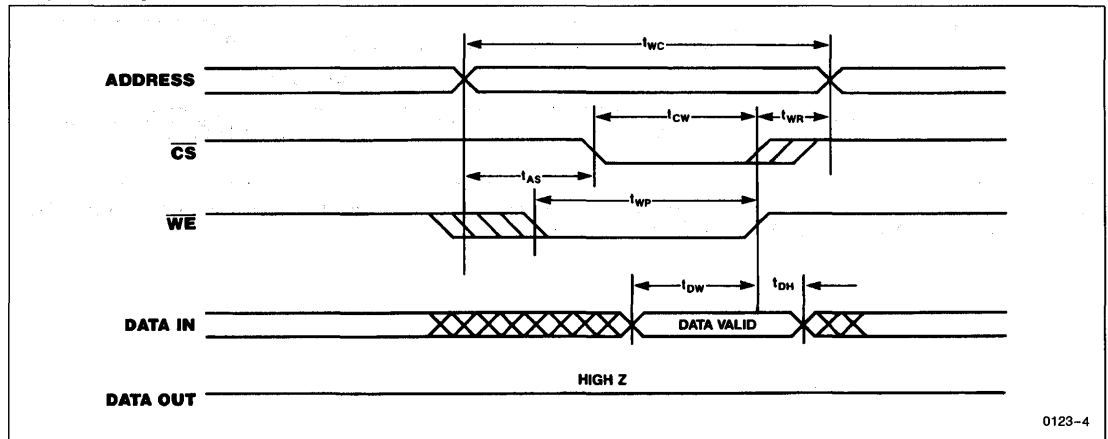 tWC
ADDRESS
tCW
tWR
CS
tAS
tWP
WE
tDW
tDH
DATA IN
DATA VALID
HIGH Z
DATA OUT
0123-4